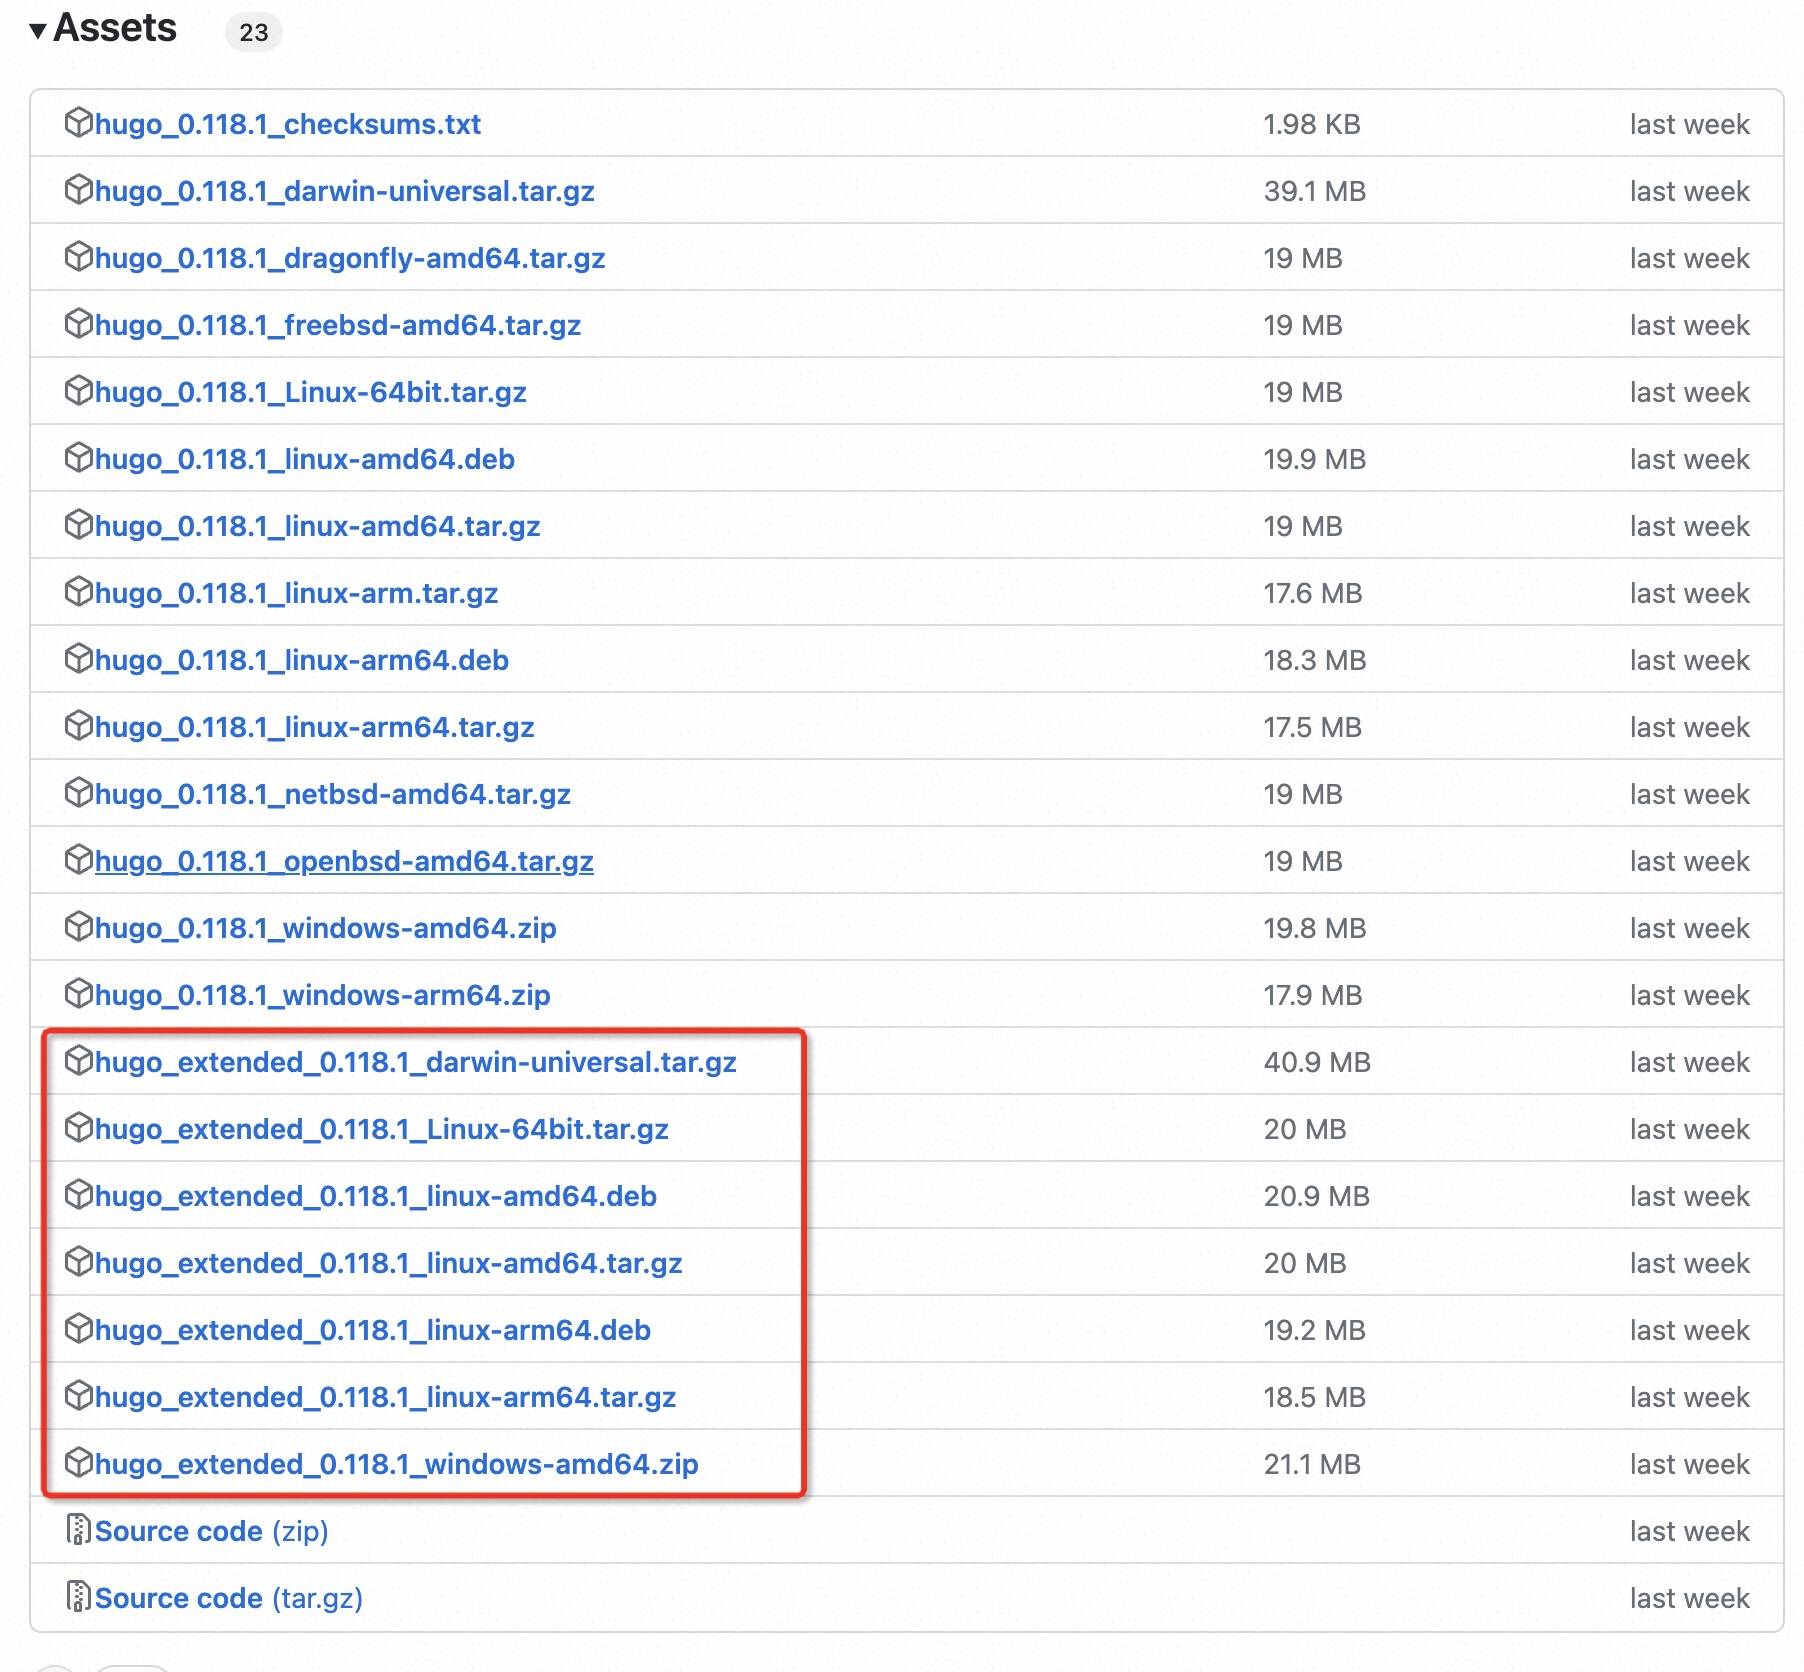 Assets 23
hugo_0.118.1_checksums.txt 1.98 KB last week
hugo_0.118.1_darwin-universal.tar.gz 39.1 MB last week
hugo_0.118.1_dragonfly-amd64.tar.gz 19 MB last week
hugo_0.118.1_freebsd-amd64.tar.gz 19 MB last week
hugo_0.118.1_Linux-64bit.tar.gz 19 MB last week
hugo_0.118.1_linux-amd64.deb 19.9 MB last week
hugo_0.118.1_linux-amd64.tar.gz 19 MB last week
hugo_0.118.1_linux-arm.tar.gz 17.6 MB last week
hugo_0.118.1_linux-arm64.deb 18.3 MB last week
hugo_0.118.1_linux-arm64.tar.gz 17.5 MB last week
hugo_0.118.1_netbsd-amd64.tar.gz 19 MB last week
hugo_0.118.1_openbsd-amd64.tar.gz 19 MB last week
hugo_0.118.1_windows-amd64.zip 19.8 MB last week
hugo_0.118.1_windows-arm64.zip 17.9 MB last week
hugo_extended_0.118.1_darwin-universal.tar.gz 40.9 MB last week
hugo_extended_0.118.1_Linux-64bit.tar.gz 20 MB last week
hugo_extended_0.118.1_linux-amd64.deb 20.9 MB last week
hugo_extended_0.118.1_linux-amd64.tar.gz 20 MB last week
hugo_extended_0.118.1_linux-arm64.deb 19.2 MB last week
hugo_extended_0.118.1_linux-arm64.tar.gz 18.5 MB last week
hugo_extended_0.118.1_windows-amd64.zip 21.1 MB last week
Source code (zip) last week
Source code (tar.gz) last week